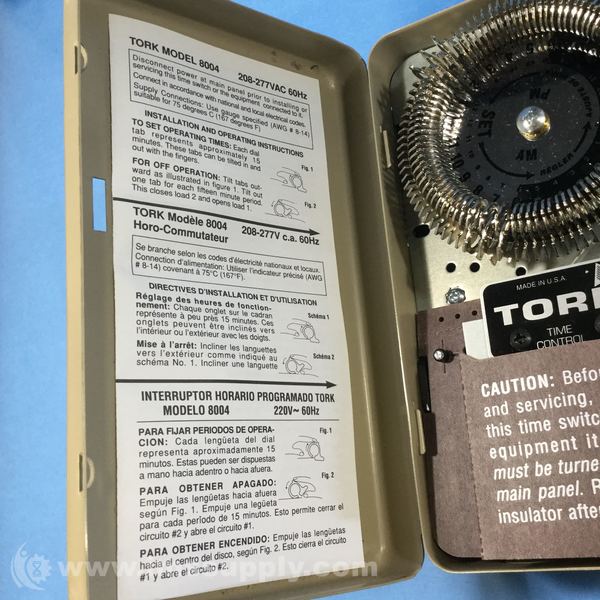 TORK MODEL 8004 208-277VAC 60Hz
Disconnect power at main panel prior to installing or
servicing this time switch or the equipment connected to it.
Connect in accordance with national and local electrical codes.
Supply Connections: Use gauge specified (AWG # 8-14)
suitable for 75 degrees C (167 degrees F)
INSTALLATION AND OPERATING INSTRUCTIONS
TO SET OPERATING TIMES: Each dial
tab represents approximately 15
minutes. These tabs can be tilted in and
out with the fingers.
Fig. 1
FOR OFF OPERATION: Tilt tabs out-
ward as illustrated in figure 1. Tilt out
one tab for each fifteen minute period.
This closes load 2 and opens load 1.
Fig. 2
TORK Modèle 8004 208-277V c.a. 60Hz
Horo-Commutateur
Se branche selon les codes d'électricité nationaux et locaux.
Connection d'alimentation: Utiliser l'indicateur précisé (AWG
# 8-14) covenant à 75°C (167°F).
DIRECTIVES D'INSTALLATION ET D'UTILISATION
Réglage des heures de fonction-
nement: Chaque onglet sur le cadran
représente à peu près 15 minutes. Ces
onglets peuvent être inclinés vers
l'intérieur ou l'extérieur avec les doigts.
Schéma 1
Mise à l'arrêt: Incliner les languettes
vers l'extérieur comme indiqué au
schéma No. 1. Incliner une languette
Schéma 2
INTERRUPTOR HORARIO PROGRAMADO TORK
MODELO 8004 220V~ 60Hz
PARA FIJAR PERIODOS DE OPERA-
CION: Cada lengüeta del dial
representa aproximadamente 15
minutos. Estas pueden ser dispuestas
a mano hacia adentro o hacia afuera.
Fig. 1
PARA OBTENER APAGADO:
Empuje las lengüetas hacia afuera
según Fig. 1. Empuje una legüeta
para cada período de 15 minutos. Esto permite cerrar el
circuito #2 y abre el circuito #1.
Fig. 2
PARA OBTENER ENCENDIDO: Empuje las lengüetas
hacia el centro del disco, según Fig. 2. Esto cierra el circuito
#1 y abre el circuito #2.
PM
SET
4M
REGLER
MADE IN U.S.A.
TORK
TIME
CONTROL
CAUTION: Befor
and servicing,
this time switc
equipment it
must be turne
main panel. R
insulator afte